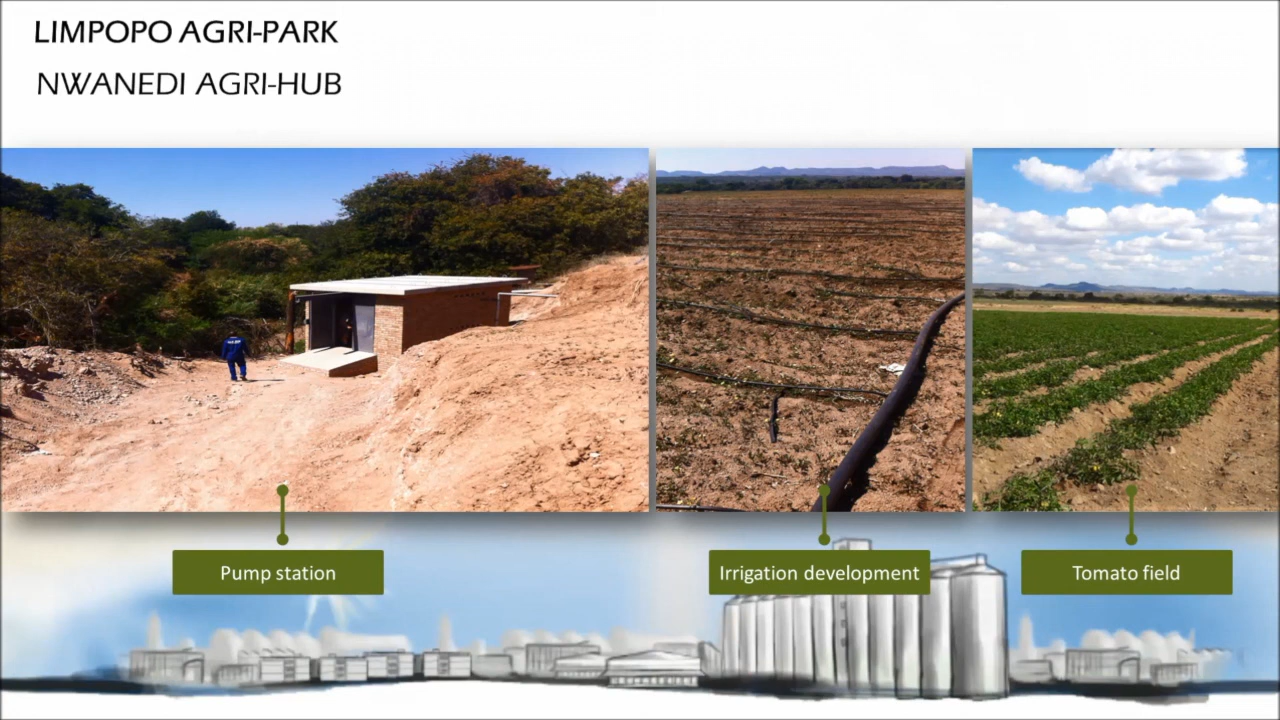 LIMPOPO AGRI-PARK
NWANEDI AGRI-HUB
Pump station
Irrigation development
Tomato field